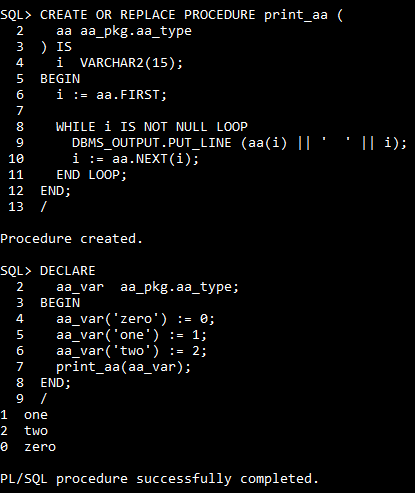 SQL> CREATE OR REPLACE PROCEDURE print_aa (
  2    aa aa_pkg.aa_type
  3  ) IS
  4    i  VARCHAR2(15);
  5  BEGIN
  6    i := aa.FIRST;
  7
  8    WHILE i IS NOT NULL LOOP
  9      DBMS_OUTPUT.PUT_LINE (aa(i) || '  ' || i);
 10      i := aa.NEXT(i);
 11    END LOOP;
 12  END;
 13  /

Procedure created.

SQL> DECLARE
  2    aa_var  aa_pkg.aa_type;
  3  BEGIN
  4    aa_var('zero') := 0;
  5    aa_var('one') := 1;
  6    aa_var('two') := 2;
  7    print_aa(aa_var);
  8  END;
  9  /
1  one
2  two
0  zero

PL/SQL procedure successfully completed.